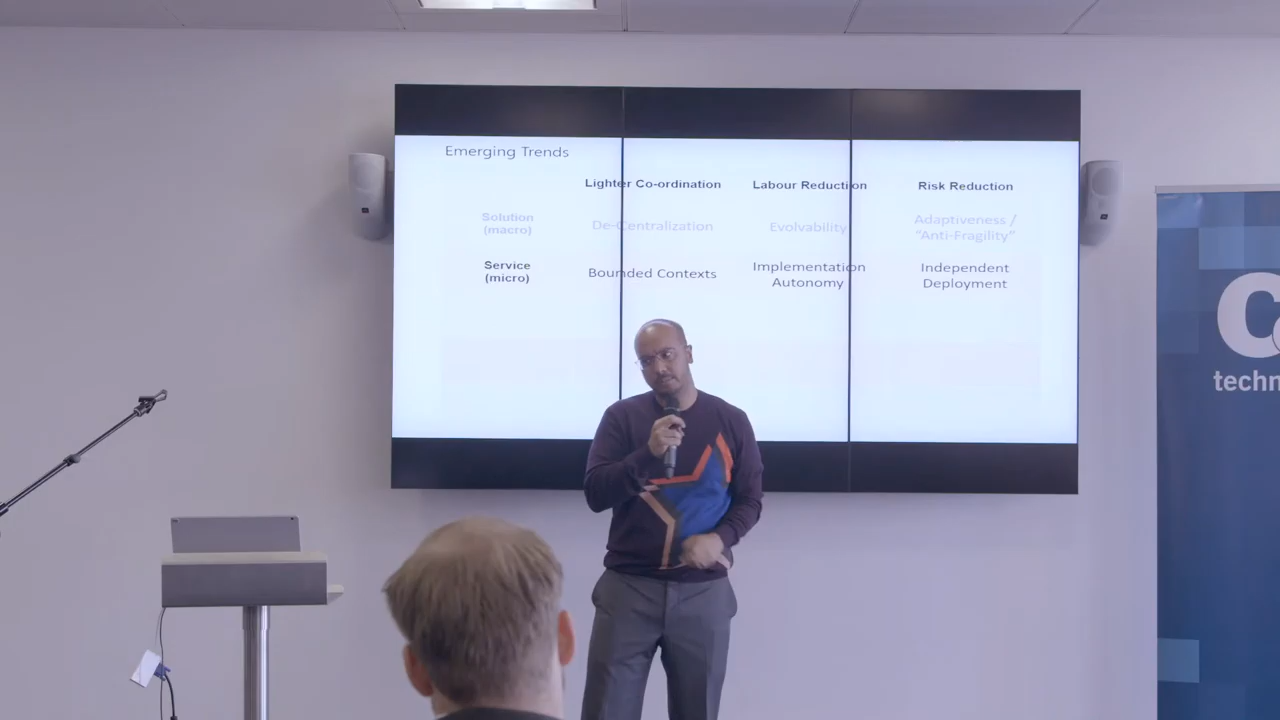 Emerging Trends
Lighter Co-ordination Labour Reduction Risk Reduction
Solution
(macro)
De-Centralization
Evolvability
Adaptiveness /
"Anti-Fragility"
Service
(micro)
Bounded Contexts
Implementation
Autonomy
Independent
Deployment